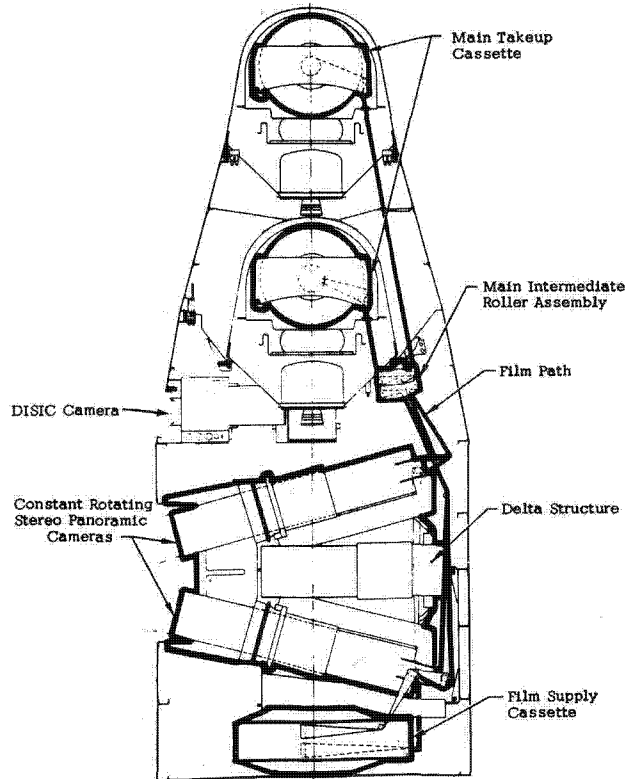 Main Takeup
Cassette
Main Intermediate
Roller Assembly
Film Path
DISIC Camera
Constant Rotating
Stereo Panoramic
Cameras
Delta Structure
Film Supply
Cassette